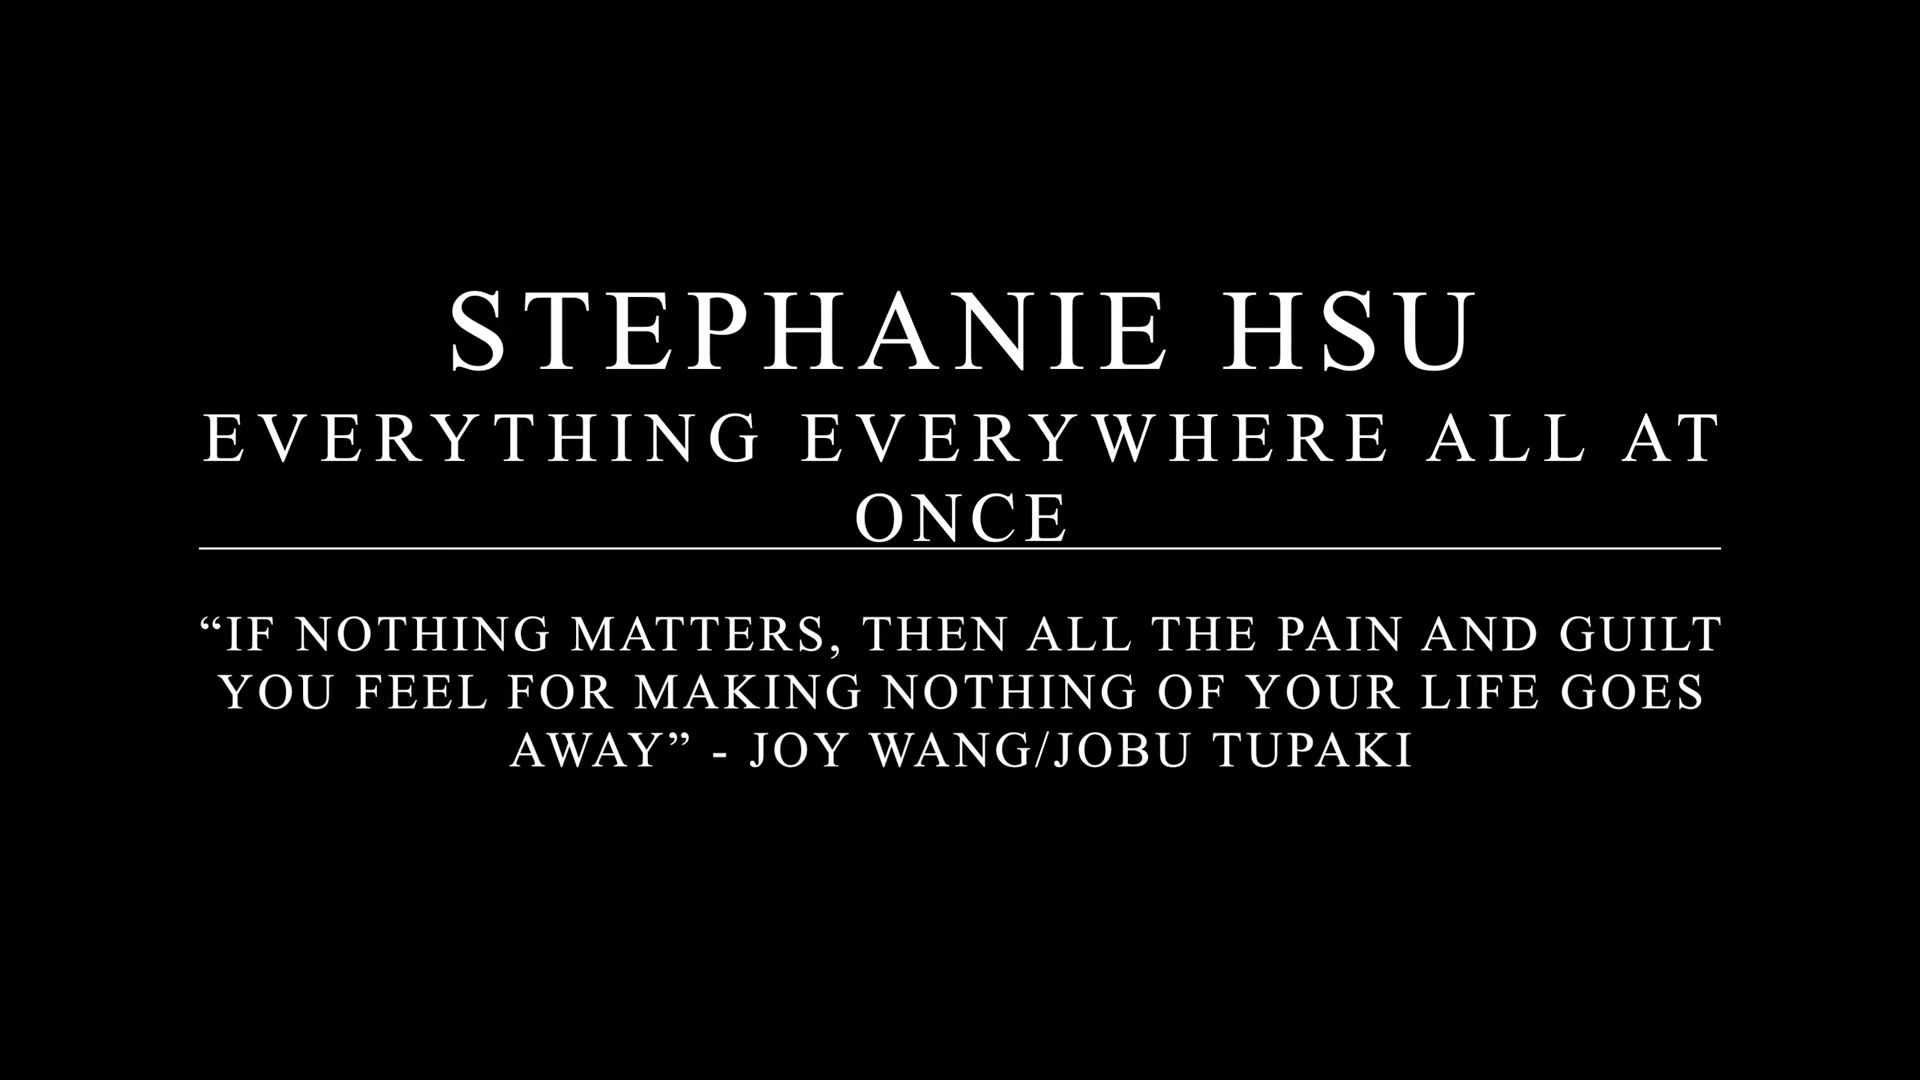 STEPHANIE HSU
EVERYTHING EVERYWHERE ALL AT
ONCE
“IF NOTHING MATTERS, THEN ALL THE PAIN AND GUILT
YOU FEEL FOR MAKING NOTHING OF YOUR LIFE GOES
AWAY” - JOY WANG/JOBU TUPAKI